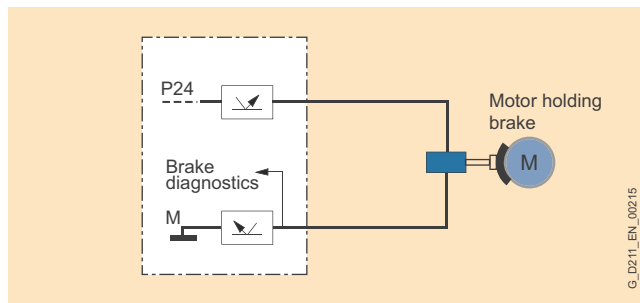 P24
Motor holding
brake
M
Brake
diagnostics
M
G_D211_EN_00215